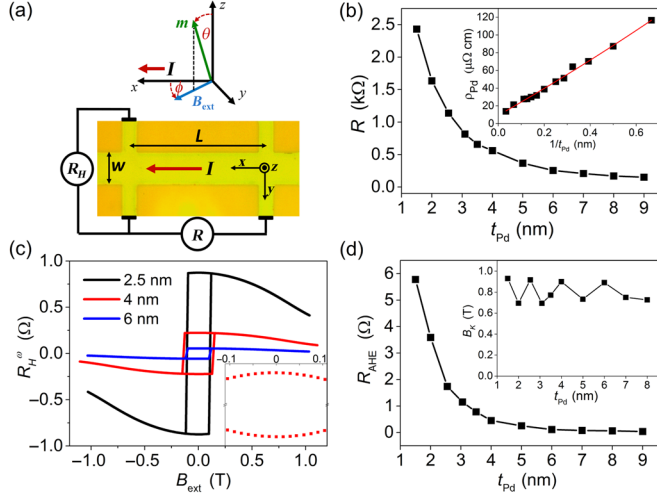 (a)
z
m
θ
I
x
ϕ
B_ext
y
L
R_H
w
I
x
z
y
R
(b)
R (kΩ)
2.5
2.0
1.5
1.0
0.5
0.0
1 2 3 4 5 6 7 8 9
t_Pd (nm)
ρ_Pd (μΩ cm)
120
100
80
60
40
20
0
0.0 0.2 0.4 0.6
1/t_Pd (nm)
(c)
R_H^ω (Ω)
1.0
0.5
0.0
−0.5
−1.0
2.5 nm
4 nm
6 nm
−0.1 0.0 0.1
−1.0 −0.5 0.0 0.5 1.0
B_ext (T)
(d)
R_AHE (Ω)
6
5
4
3
2
1
0
1 2 3 4 5 6 7 8 9
t_Pd (nm)
B_K (T)
1.0
0.8
0.6
0.4
0.2
0.0
1 2 3 4 5 6 7 8
t_Pd (nm)